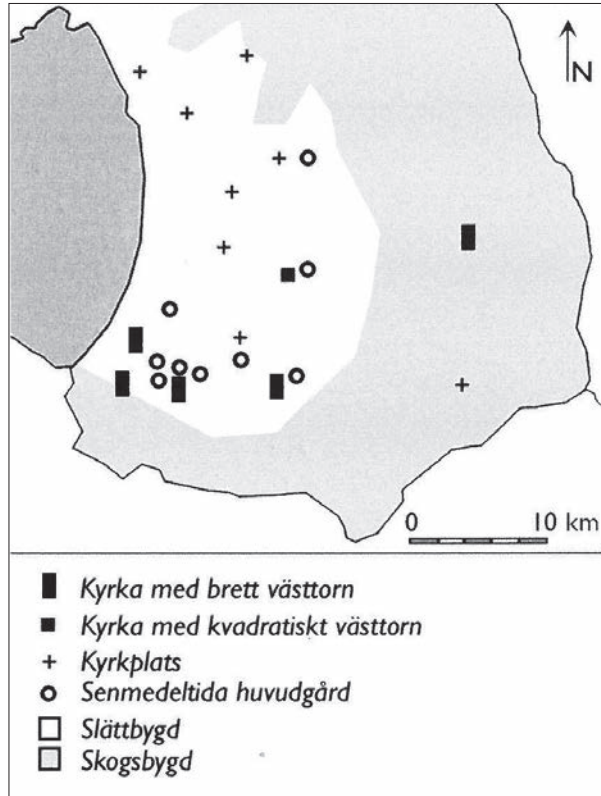 N
0 10 km
Kyrka med brett västtorn
Kyrka med kvadratiskt västtorn
Kyrkplats
Senmedeltida huvudgård
Slättbygd
Skogsbygd